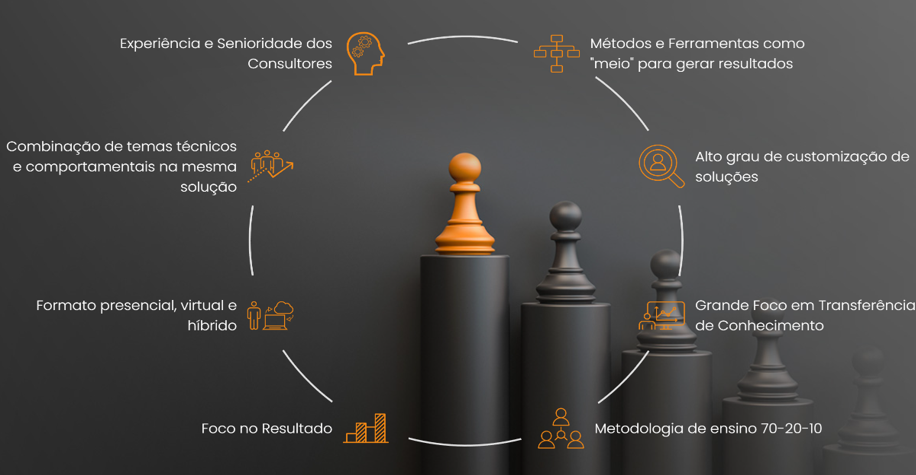 Experiência e Senioridade dos
Consultores
Métodos e Ferramentas como
"meio" para gerar resultados
Combinação de temas técnicos
e comportamentais na mesma
solução
Alto grau de customização de
soluções
Formato presencial, virtual e
híbrido
Grande Foco em Transferência
de Conhecimento
Foco no Resultado
Metodologia de ensino 70-20-10